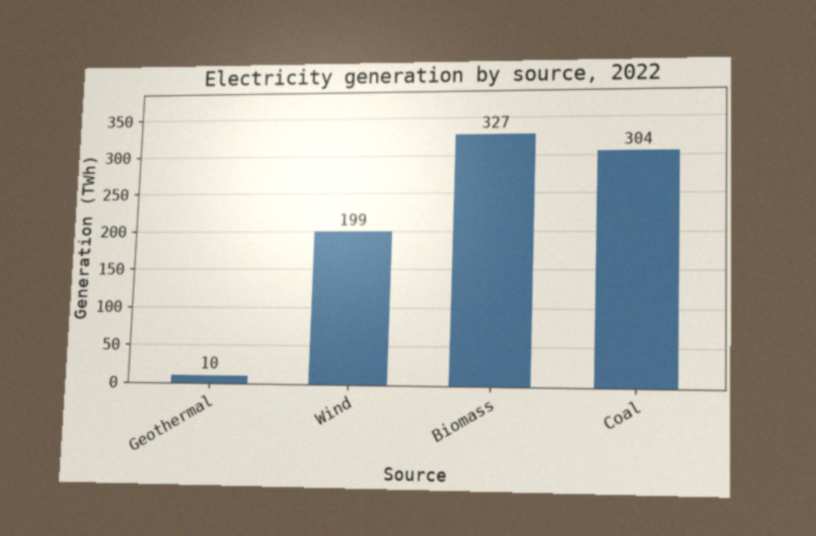 Electricity generation by source, 2022
Generation (TWh)
350
300
250
200
150
100
50
0
10
199
327
304
Geothermal
Wind
Biomass
Coal
Source